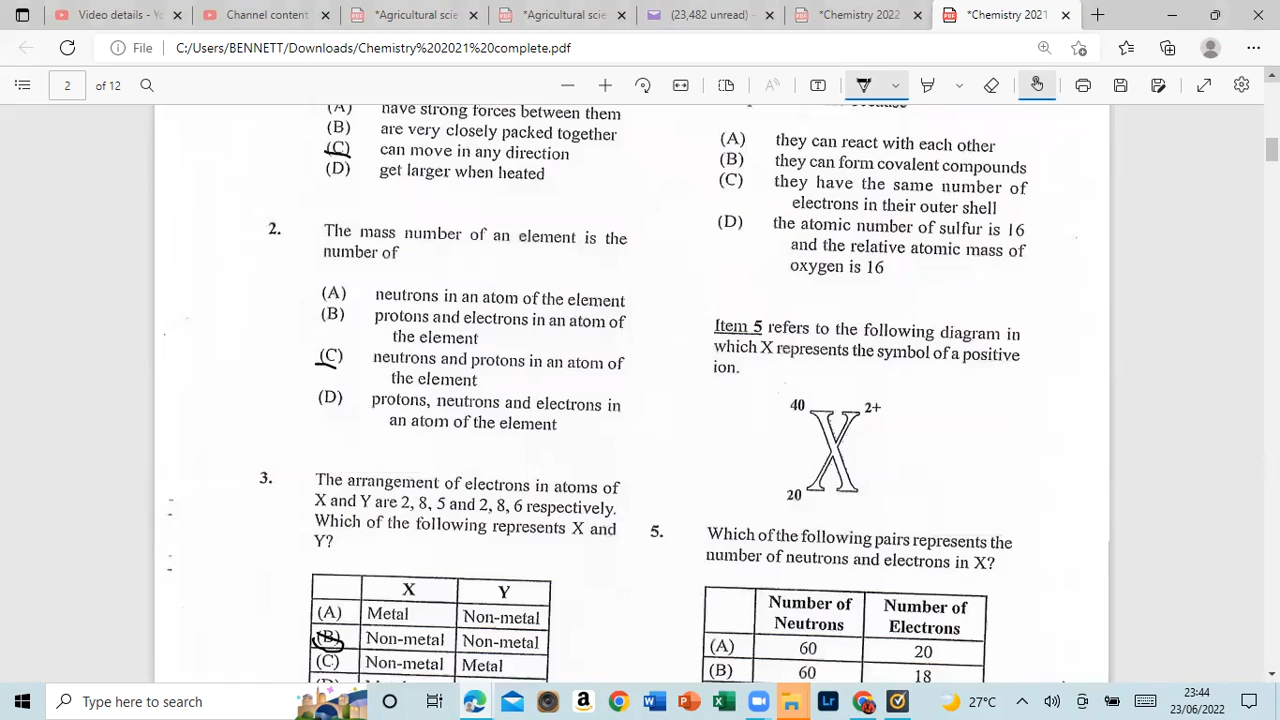 Video details - Yo
Channel content
*Agricultural scie
*Agricultural scie
(23,482 unread) -
*Chemistry 2022
*Chemistry 2021
File
C:/Users/BENNETT/Downloads/Chemistry%202021%20complete.pdf
2 of 12
(A) have strong forces between them
(B) are very closely packed together
(C) can move in any direction
(D) get larger when heated
2. The mass number of an element is the
number of
(A) neutrons in an atom of the element
(B) protons and electrons in an atom of
the element
(C) neutrons and protons in an atom of
the element
(D) protons, neutrons and electrons in
an atom of the element
3. The arrangement of electrons in atoms of
X and Y are 2, 8, 5 and 2, 8, 6 respectively.
Which of the following represents X and
Y?
X Y
(A) Metal Non-metal
(B) Non-metal Non-metal
(C) Non-metal Metal
(A) they can react with each other
(B) they can form covalent compounds
(C) they have the same number of
electrons in their outer shell
(D) the atomic number of sulfur is 16
and the relative atomic mass of
oxygen is 16
Item 5 refers to the following diagram in
which X represents the symbol of a positive
ion.
40 2+
X
20
5. Which of the following pairs represents the
number of neutrons and electrons in X?
Number of Neutrons Number of Electrons
(A) 60 20
(B) 60 18
Type here to search
27°C
23:44
23/06/2022